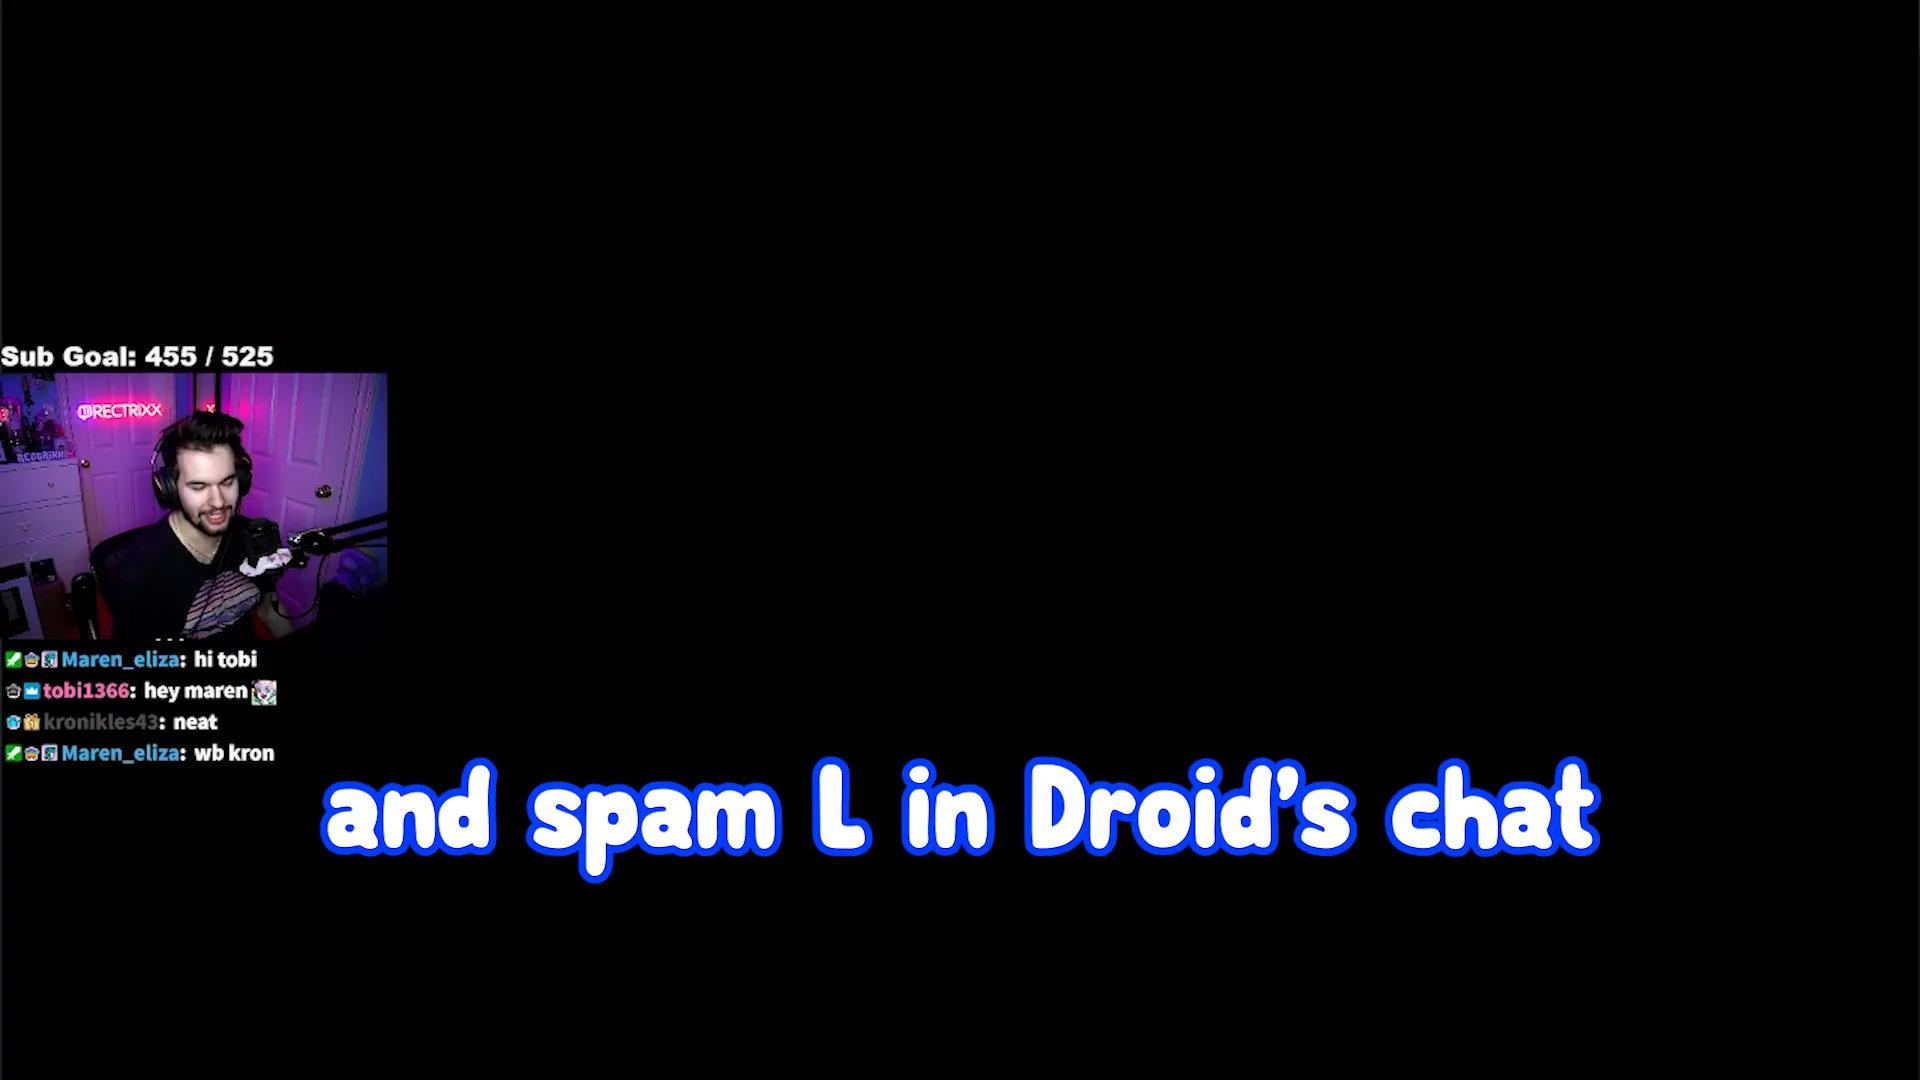 Sub Goal: 455 / 525
RECTRIXX
Maren_eliza: hi tobi
tobi1366: hey maren
kronikles43: neat
Maren_eliza: wb kron
and spam L in Droid’s chat